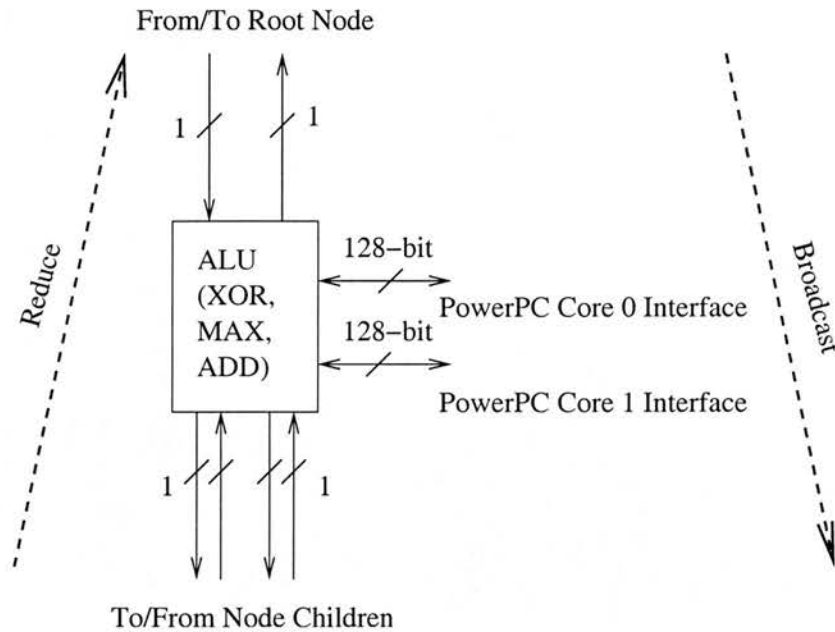 From/To Root Node
1
1
Reduce
Broadcast
ALU
(XOR,
MAX,
ADD)
128−bit
PowerPC Core 0 Interface
128−bit
PowerPC Core 1 Interface
1
1
To/From Node Children